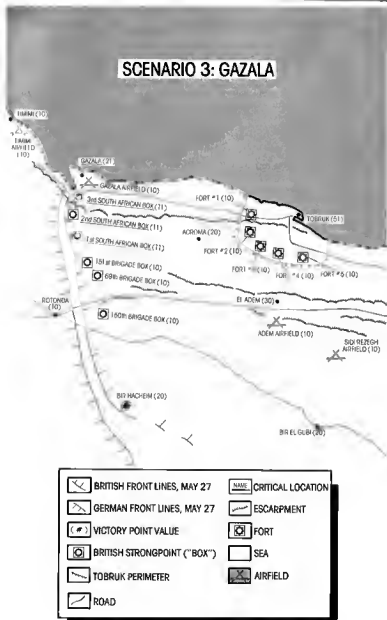 SCENARIO 3: GAZALA
TIMIMI (10)
TIMIMI
AIRFIELD
(10)
GAZALA (21)
GAZALA AIRFIELD (10)
3rd SOUTH AFRICAN BOX (11)
2nd SOUTH AFRICAN BOX (11)
1st SOUTH AFRICAN BOX (11)
FORT #1 (10)
TOBRUK (51)
ACROMA (20)
FORT #2 (10)
FORT (10)
FORT #4 (10)
FORT #5 (10)
151st BRIGADE BOX (10)
69th BRIGADE BOX (10)
ROTONDA
(10)
150th BRIGADE BOX (10)
EL ADEM (30)
ADEM AIRFIELD (10)
SIDI REZEGH
AIRFIELD (10)
BIR HACHEIM (20)
BIR EL GUBI (20)
BRITISH FRONT LINES, MAY 27
GERMAN FRONT LINES, MAY 27
VICTORY POINT VALUE
BRITISH STRONGPOINT ("BOX")
TOBRUK PERIMETER
ROAD
NAME CRITICAL LOCATION
ESCARPMENT
FORT
SEA
AIRFIELD